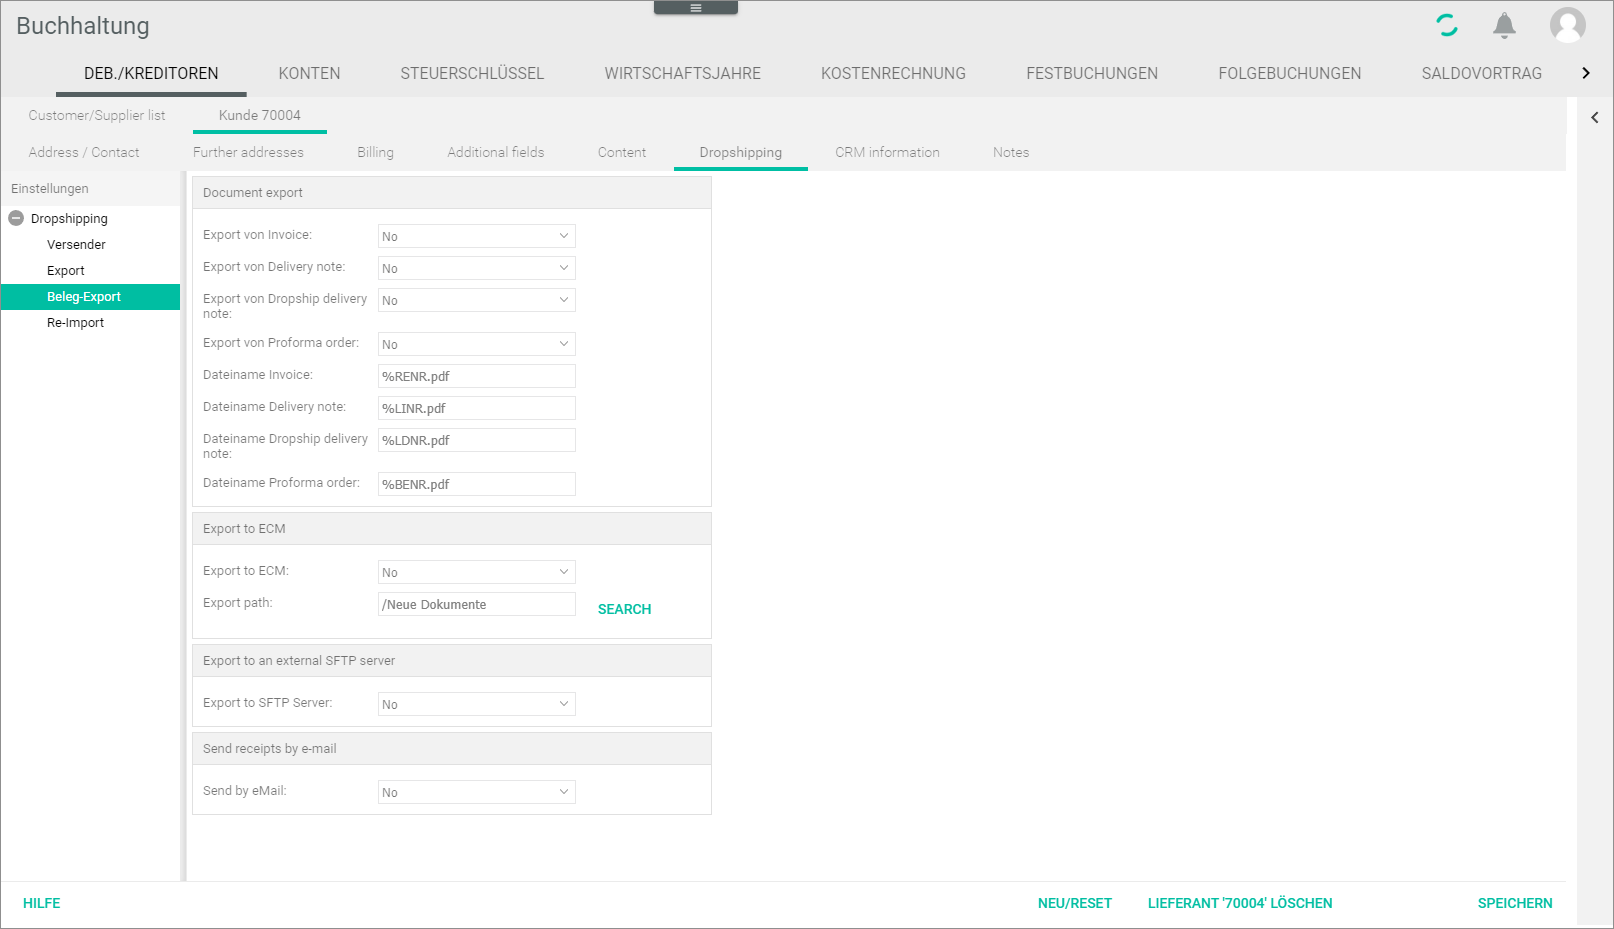 Buchhaltung
DEB./KREDITOREN KONTEN STEUERSCHLÜSSEL WIRTSCHAFTSJAHRE KOSTENRECHNUNG FESTBUCHUNGEN FOLGEBUCHUNGEN SALDOVORTRAG
Customer/Supplier list Kunde 70004
Address / Contact Further addresses Billing Additional fields Content Dropshipping CRM information Notes
Einstellungen
Dropshipping
Versender
Export
Beleg-Export
Re-Import
Document export
Export von Invoice: No
Export von Delivery note: No
Export von Dropship delivery
note:
No
Export von Proforma order: No
Dateiname Invoice: %RENR.pdf
Dateiname Delivery note: %LINR.pdf
Dateiname Dropship delivery
note:
%LDNR.pdf
Dateiname Proforma order: %BENR.pdf
Export to ECM
Export to ECM: No
Export path: /Neue Dokumente SEARCH
Export to an external SFTP server
Export to SFTP Server: No
Send receipts by e-mail
Send by eMail: No
HILFE NEU/RESET LIEFERANT '70004' LÖSCHEN SPEICHERN